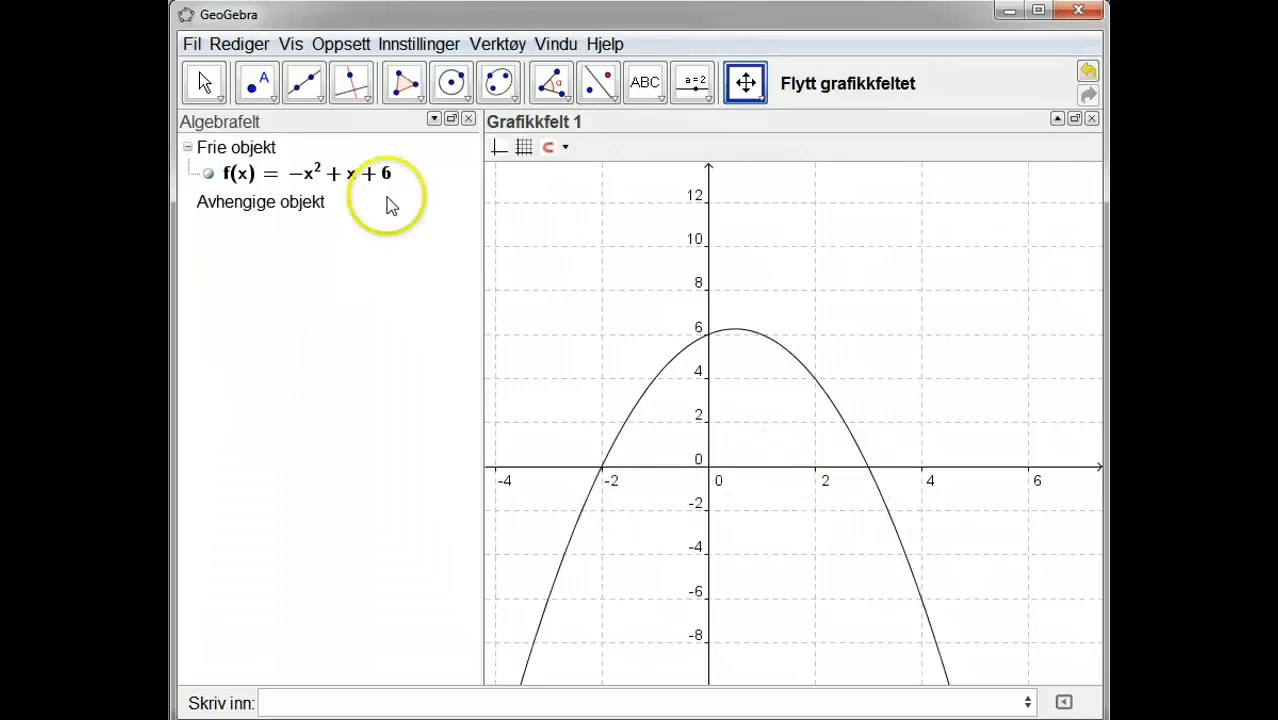 GeoGebra
Fil Rediger Vis Oppsett Innstillinger Verktøy Vindu Hjelp
A α ABC a=2 Flytt grafikkfeltet
Algebrafelt
Grafikkfelt 1
Frie objekt
f(x) = −x² + x + 6
Avhengige objekt
12
10
8
6
4
2
0
-4 -2 0 2 4 6
-2
-4
-6
-8
Skriv inn: